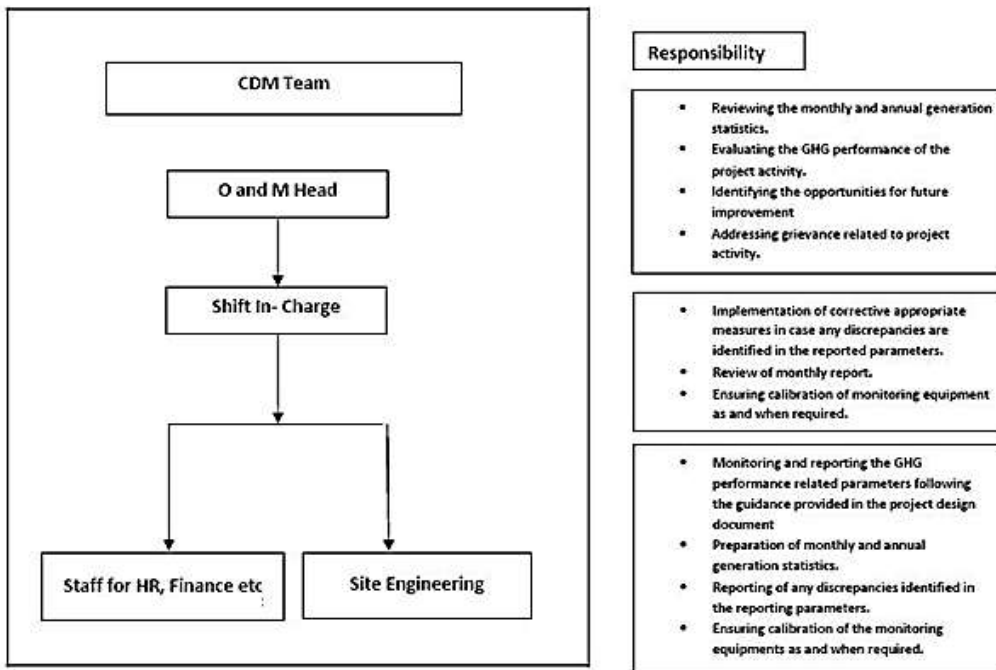 CDM Team
O and M Head
Shift In- Charge
Staff for HR, Finance etc
Site Engineering
Responsibility
• Reviewing the monthly and annual generation
statistics.
• Evaluating the GHG performance of the
project activity.
• Identifying the opportunities for future
improvement
• Addressing grievance related to project
activity.
• Implementation of corrective appropriate
measures in case any discrepancies are
identified in the reported parameters.
• Review of monthly report.
• Ensuring calibration of monitoring equipment
as and when required.
• Monitoring and reporting the GHG
performance related parameters following
the guidance provided in the project design
document
• Preparation of monthly and annual
generation statistics.
• Reporting of any discrepancies identified in
the reporting parameters.
• Ensuring calibration of the monitoring
equipments as and when required.